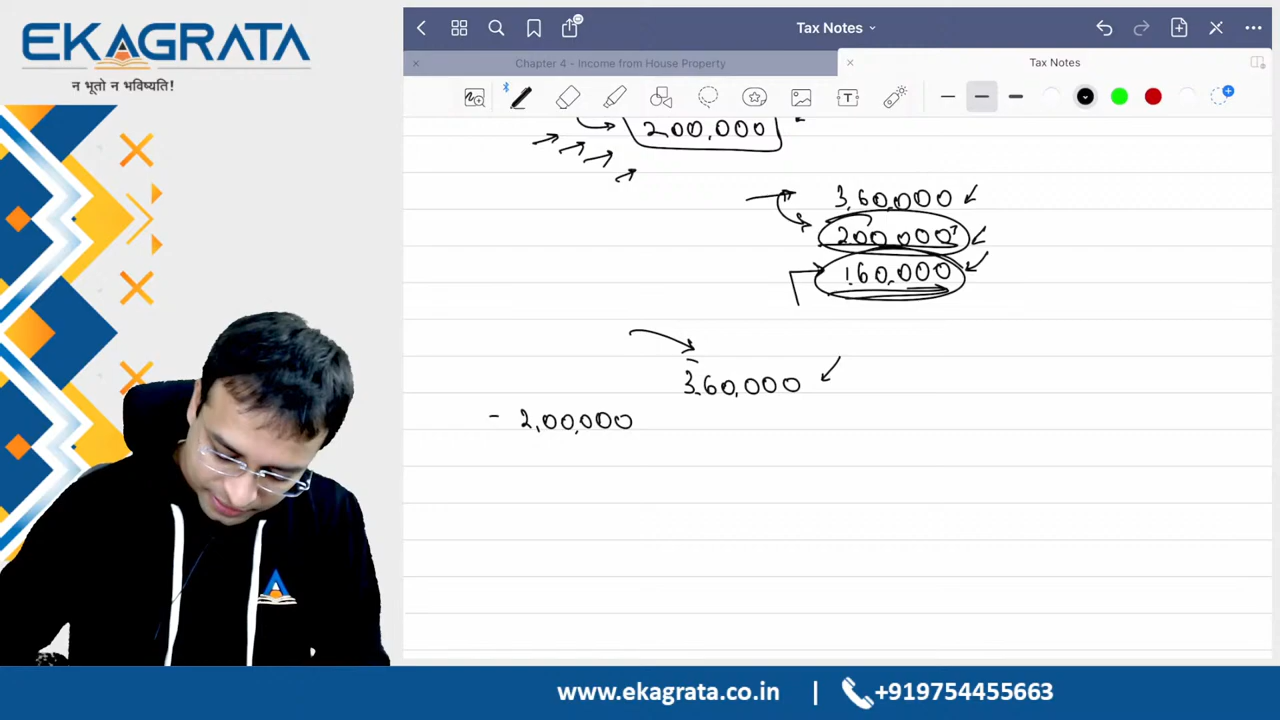 EKAGRATA
न भूतो न भविष्यति!
Tax Notes
Chapter 4 - Income from House Property
Tax Notes
200,000
3,60,000
200,000
160,000
3,60,000
- 2,00,000
www.ekagrata.co.in | +919754455663